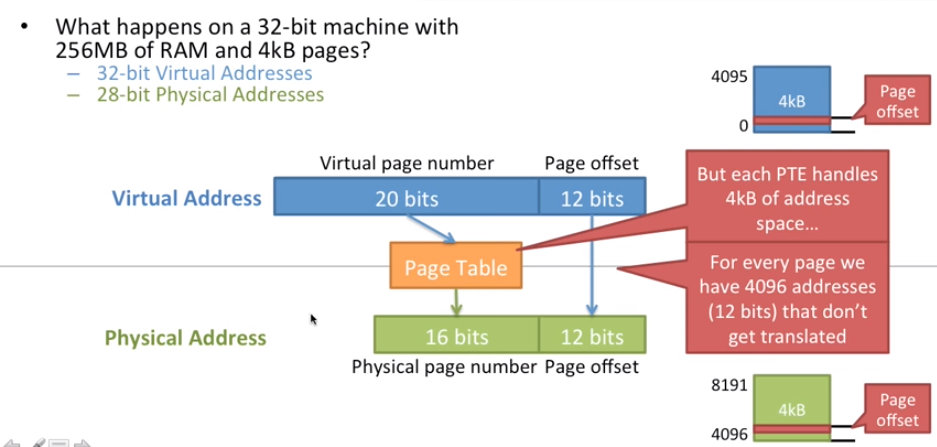 • What happens on a 32-bit machine with
256MB of RAM and 4kB pages?
– 32-bit Virtual Addresses
– 28-bit Physical Addresses
4095
4kB
0
Page
offset
Virtual page number
Page offset
Virtual Address
20 bits
12 bits
But each PTE handles
4kB of address
space...
Page Table
For every page we
have 4096 addresses
(12 bits) that don't
get translated
Physical Address
16 bits
12 bits
Physical page number
Page offset
8191
4kB
4096
Page
offset